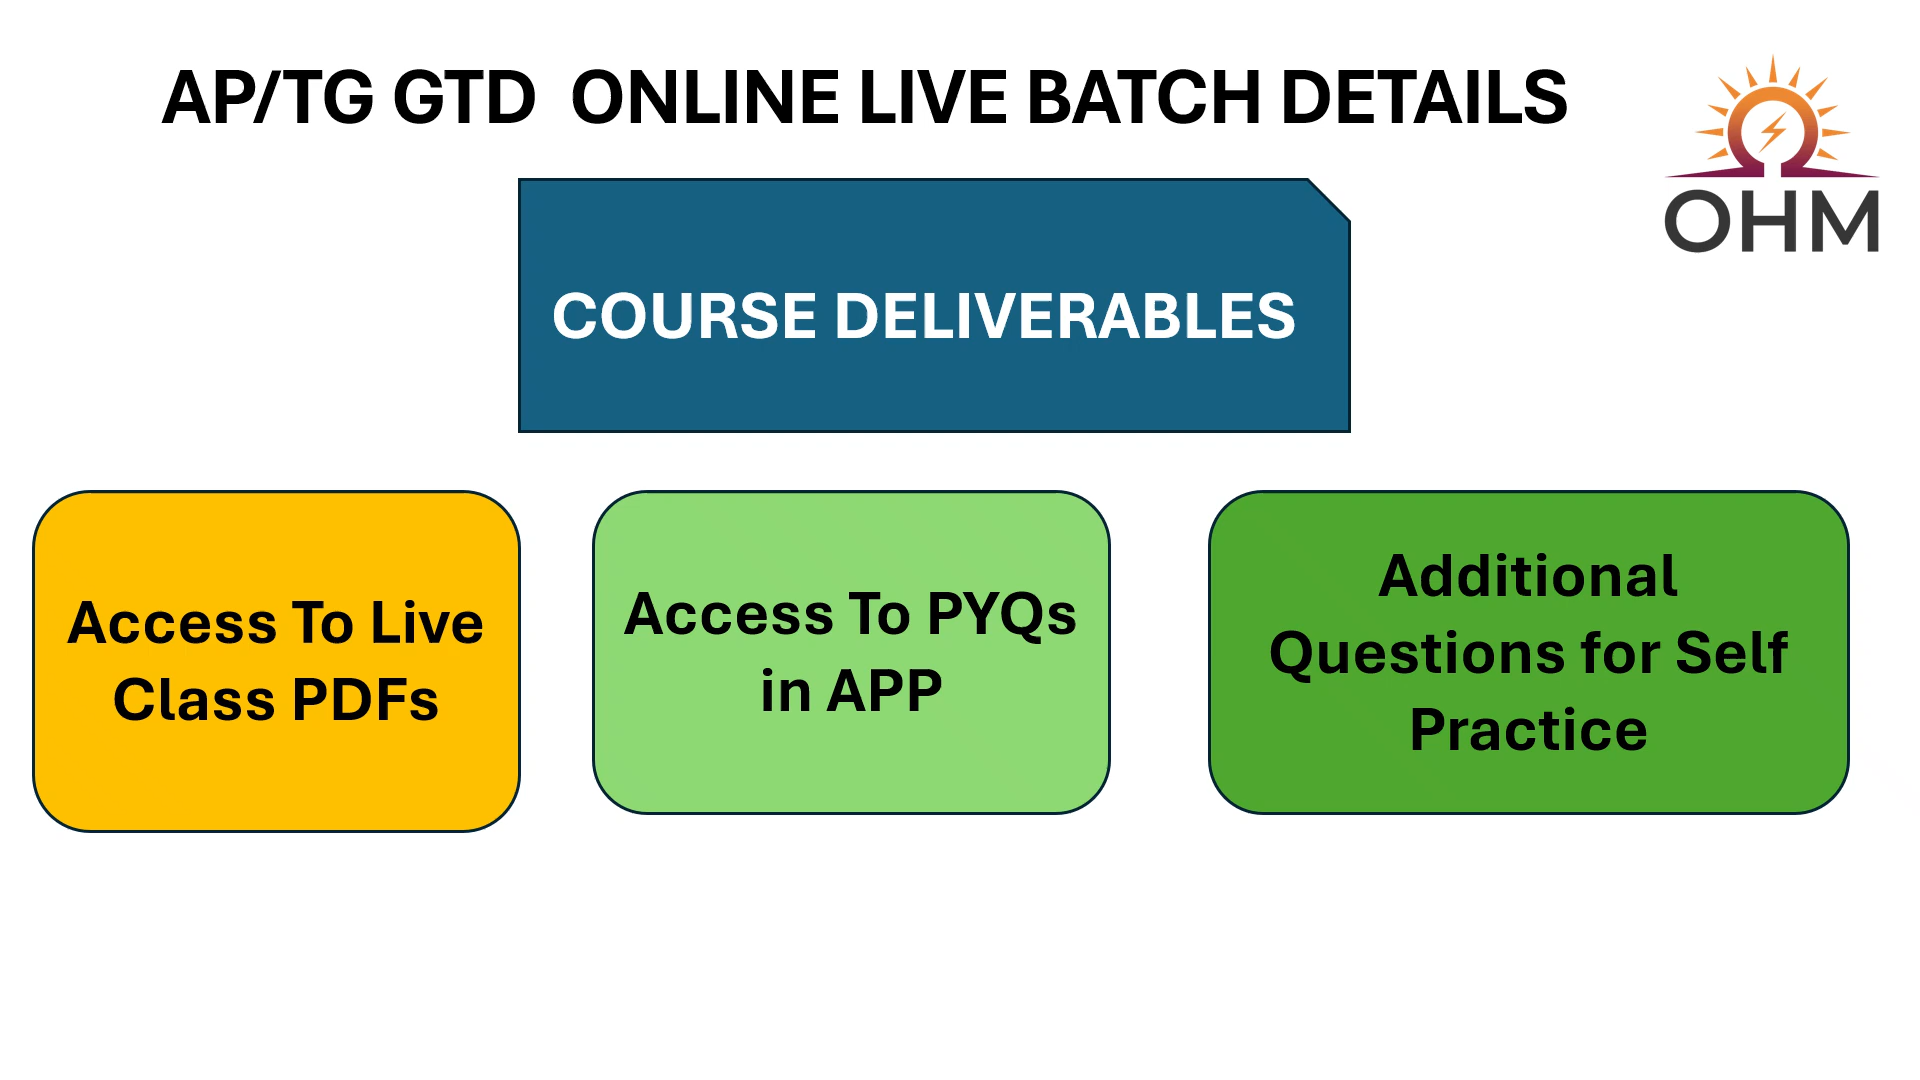 AP/TG GTD  ONLINE LIVE BATCH DETAILS
OHM
COURSE DELIVERABLES
Access To Live
Class PDFs
Access To PYQs
in APP
Additional
Questions for Self
Practice